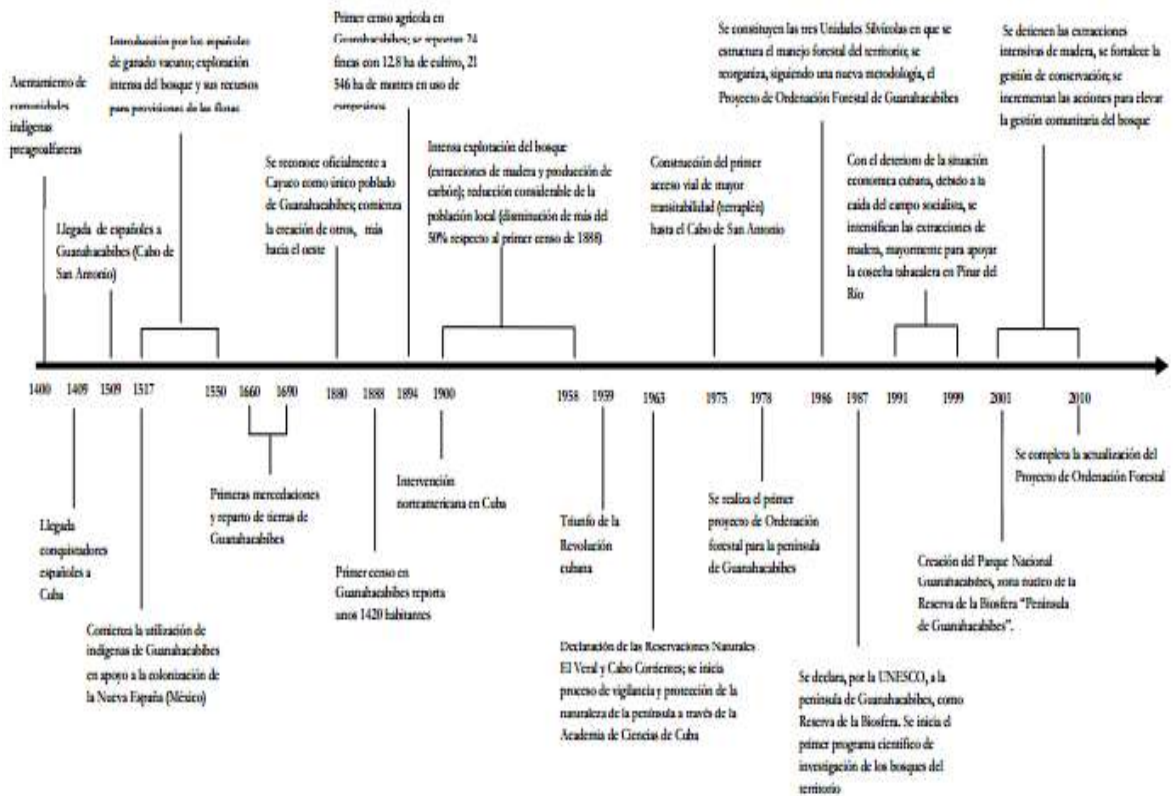 Asentamiento de
comunidades
indígenas
preagroalfareras
Introducción por los españoles
de ganado vacuno; exploración
intensa del bosque y sus recursos
para provisiones de las flotas
Primer censo agrícola en
Guanahacabibes; se reportan 24
fincas con 12.8 ha de cultivo, 21
546 ha de montes en uso de
campesinos
Se constituyen las tres Unidades Silvícolas en que se
estructura el manejo forestal del territorio; se
reorganiza, siguiendo una nueva metodología, el
Proyecto de Ordenación Forestal de Guanahacabibes
Se detienen las extracciones
intensivas de madera, se fortalece la
gestión de conservación; se
incrementan las acciones para elevar
la gestión comunitaria del bosque
Llegada de españoles a
Guanahacabibes (Cabo de
San Antonio)
Se reconoce oficialmente a
Cayuco como único poblado
de Guanahacabibes; comienza
la creación de otros, más
hacia el oeste
Intensa explotación del bosque
(extracciones de madera y producción de
carbón); reducción considerable de la
población local (disminución de más del
50% respecto al primer censo de 1888)
Construcción del primer
acceso vial de mayor
transitabilidad (terraplén)
hasta el Cabo de San Antonio
Con el deterioro de la situación
económica cubana, debido a la
caída del campo socialista, se
intensifican las extracciones de
madera, mayormente para apoyar
la cosecha tabacalera en Pinar del
Río
1400 1409 1509 1517 1550 1660 1690 1880 1888 1894 1900 1958 1959 1963 1975 1978 1986 1987 1991 1999 2001 2010
Llegada
conquistadores
españoles a
Cuba
Comienza la utilización de
indígenas de Guanahacabibes
en apoyo a la colonización de
la Nueva España (México)
Primeras mercedaciones
y reparto de tierras de
Guanahacabibes
Primer censo en
Guanahacabibes reporta
unos 1420 habitantes
Intervención
norteamericana en Cuba
Triunfo de la
Revolución
cubana
Declaración de las Reservaciones Naturales
El Veral y Cabo Corrientes; se inicia
proceso de vigilancia y protección de la
naturaleza de la península a través de la
Academia de Ciencias de Cuba
Se realiza el primer
proyecto de Ordenación
forestal para la península
de Guanahacabibes
Se declara, por la UNESCO, a la
península de Guanahacabibes, como
Reserva de la Biosfera. Se inicia el
primer programa científico de
investigación de los bosques del
territorio
Creación del Parque Nacional
Guanahacabibes, zona núcleo de la
Reserva de la Biosfera "Península
de Guanahacabibes".
Se completa la actualización del
Proyecto de Ordenación Forestal